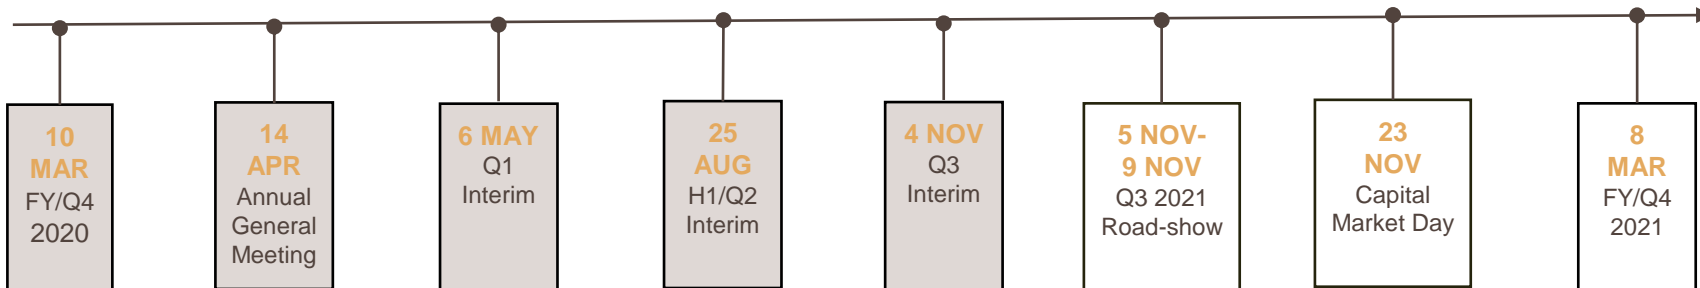 10
MAR
FY/Q4
2020
14
APR
Annual
General
Meeting
6 MAY
Q1
Interim
25
AUG
H1/Q2
Interim
4 NOV
Q3
Interim
5 NOV-
9 NOV
Q3 2021
Road-show
23
NOV
Capital
Market Day
8
MAR
FY/Q4
2021